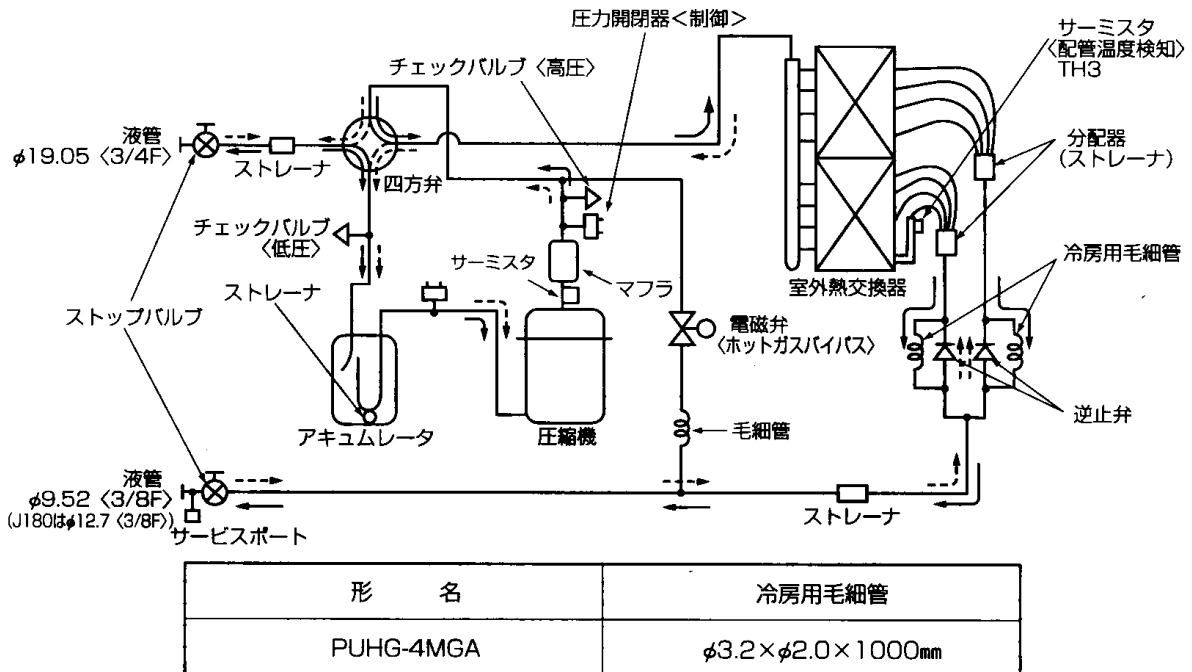 圧力開閉器<制御>
チェックバルブ〈高圧〉
サーミスタ
〈配管温度検知〉
TH3
液管
φ19.05〈3/4F〉
ストレーナ
四方弁
分配器
(ストレーナ)
チェックバルブ
〈低圧〉
サーミスタ
マフラ
室外熱交換器
冷房用毛細管
ストレーナ
ストップバルブ
電磁弁
〈ホットガスバイパス〉
アキュムレータ
圧縮機
毛細管
逆止弁
液管
φ9.52〈3/8F〉
(J180はφ12.7〈3/8F〉)
サービスポート
ストレーナ
形 名 冷房用毛細管
PUHG-4MGA φ3.2×φ2.0×1000mm